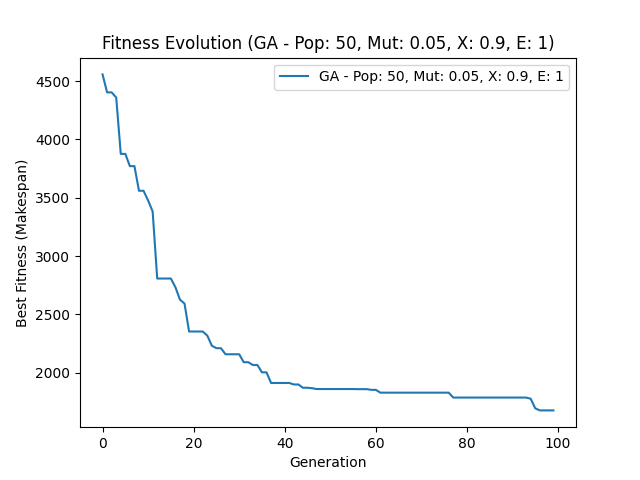 Fitness Evolution (GA - Pop: 50, Mut: 0.05, X: 0.9, E: 1)
GA - Pop: 50, Mut: 0.05, X: 0.9, E: 1
Best Fitness (Makespan)
4500
4000
3500
3000
2500
2000
0 20 40 60 80 100
Generation